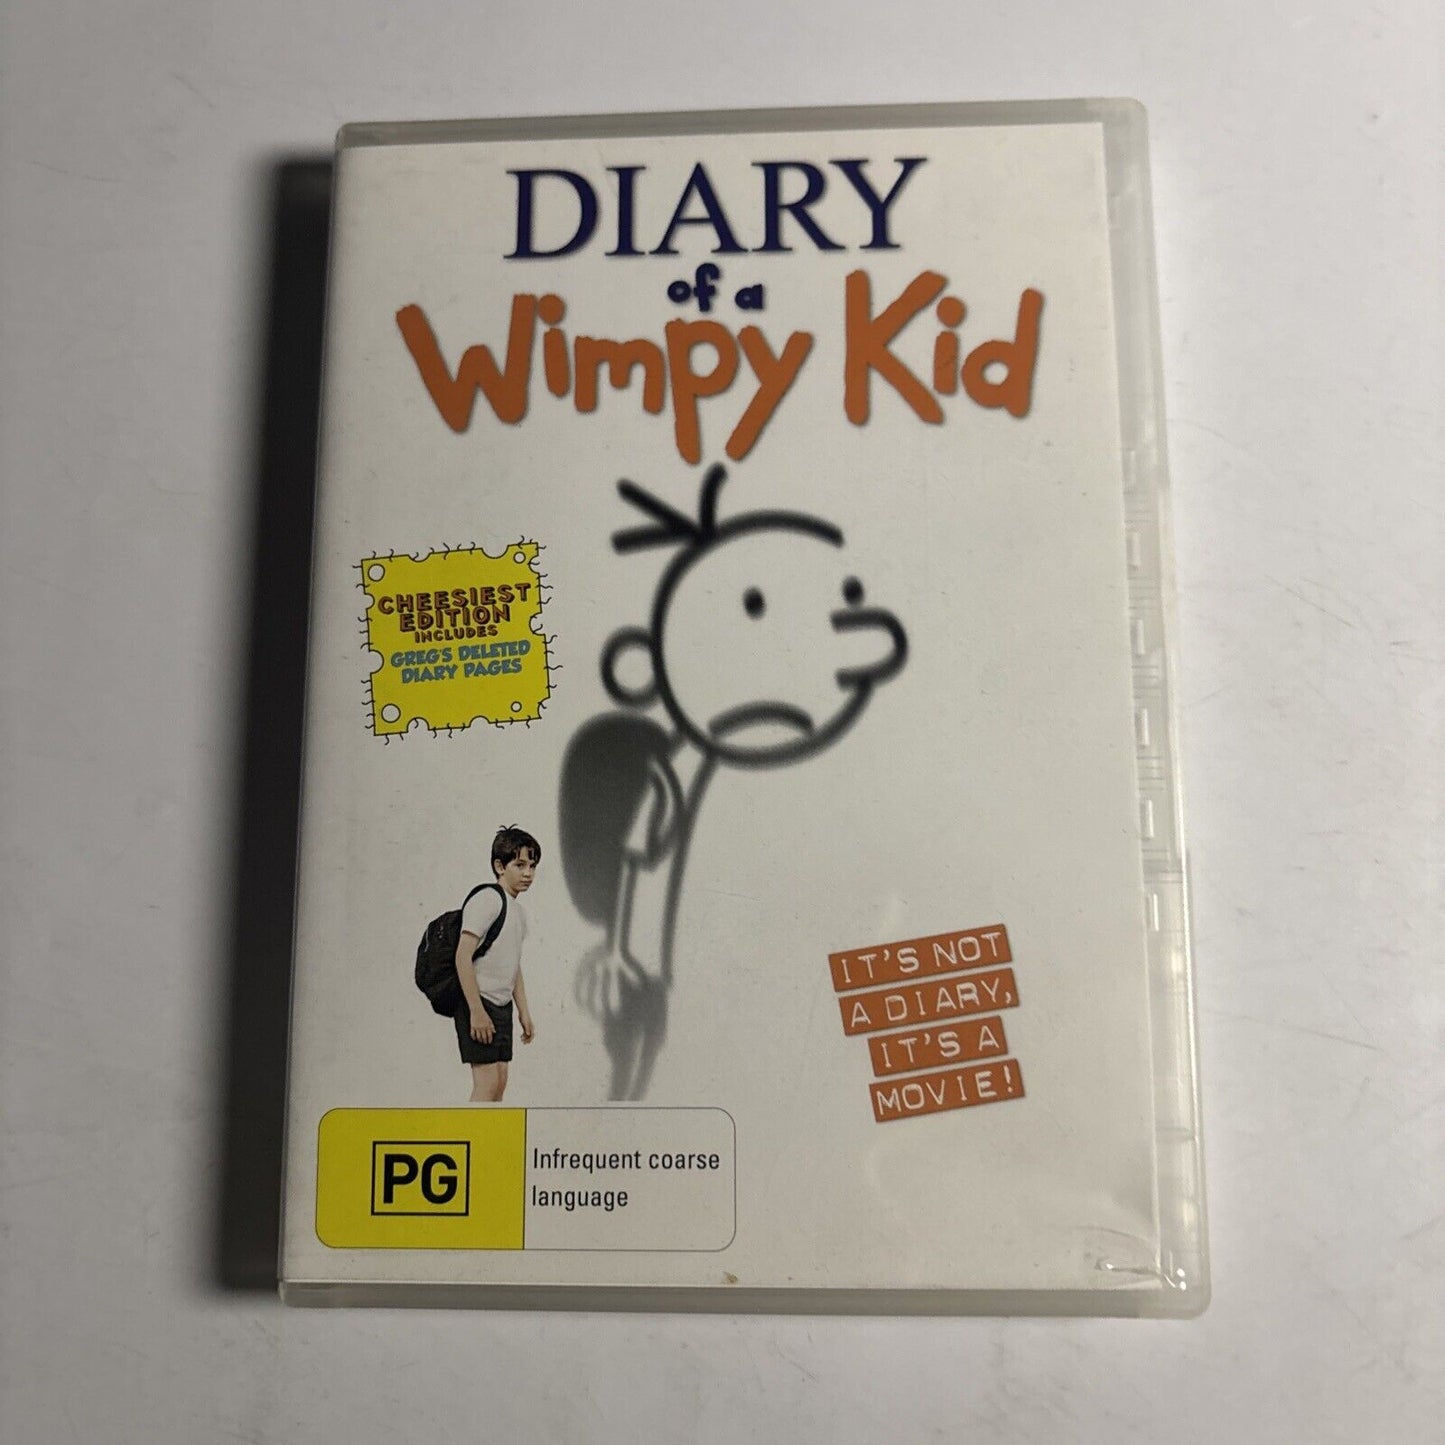 DIARY
of a
Wimpy Kid
CHEESIEST
EDITION
INCLUDES
GREG'S DELETED
DIARY PAGES
IT'S NOT
A DIARY,
IT'S A
MOVIE!
PG
Infrequent coarse
language